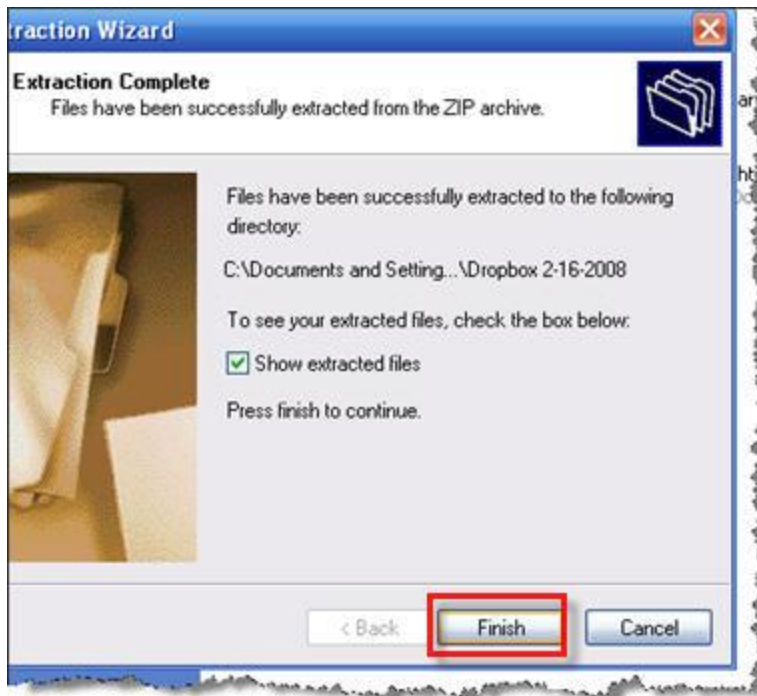 traction Wizard
Extraction Complete
Files have been successfully extracted from the ZIP archive.
Files have been successfully extracted to the following
directory:
C:\Documents and Setting...\Dropbox 2-16-2008
To see your extracted files, check the box below:
Show extracted files
Press finish to continue.
< Back
Finish
Cancel